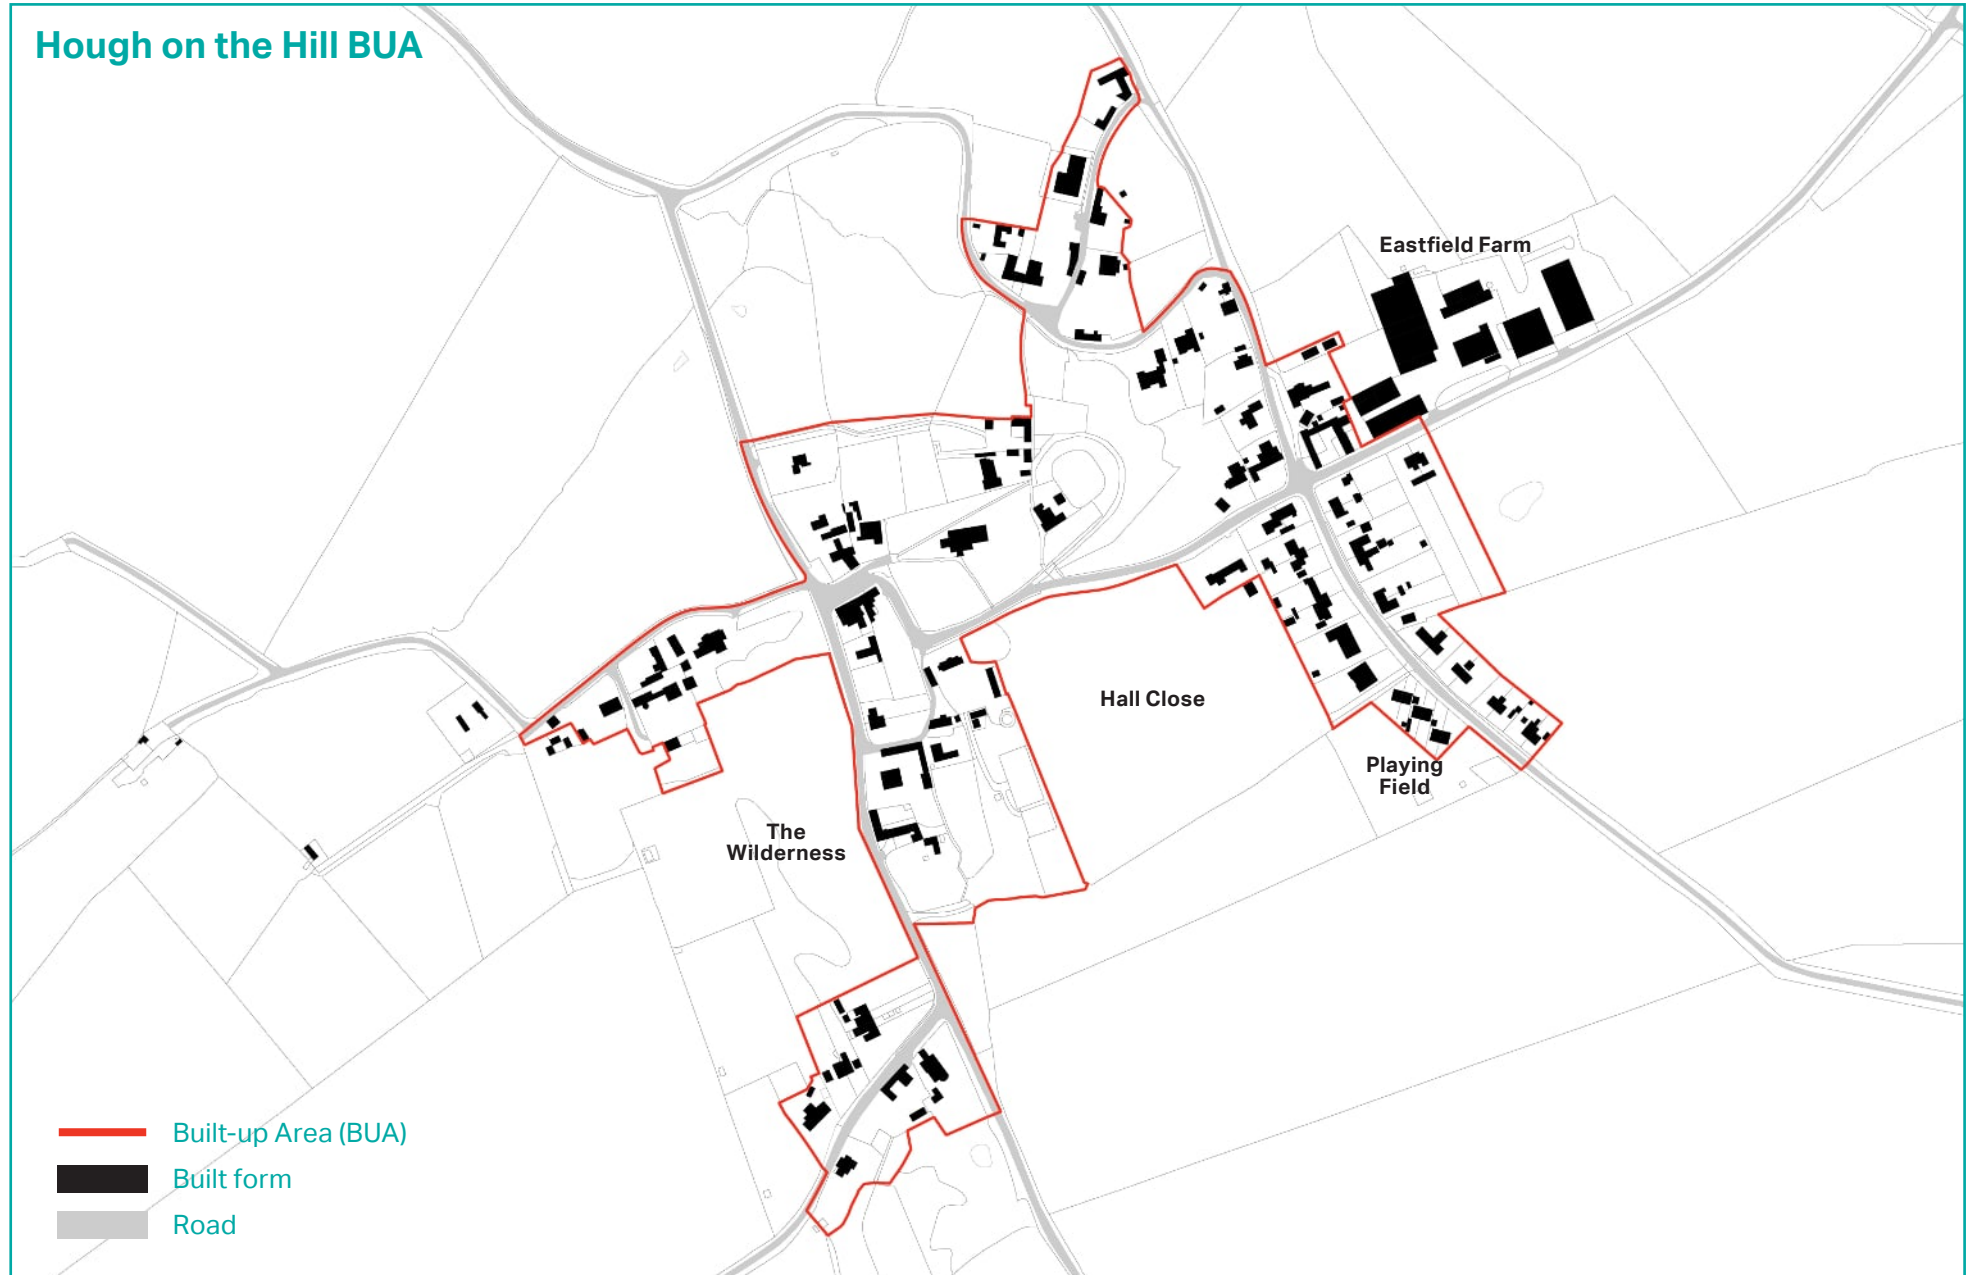 Hough on the Hill BUA
Eastfield Farm
Hall Close
Playing
Field
The
Wilderness
Built-up Area (BUA)
Built form
Road